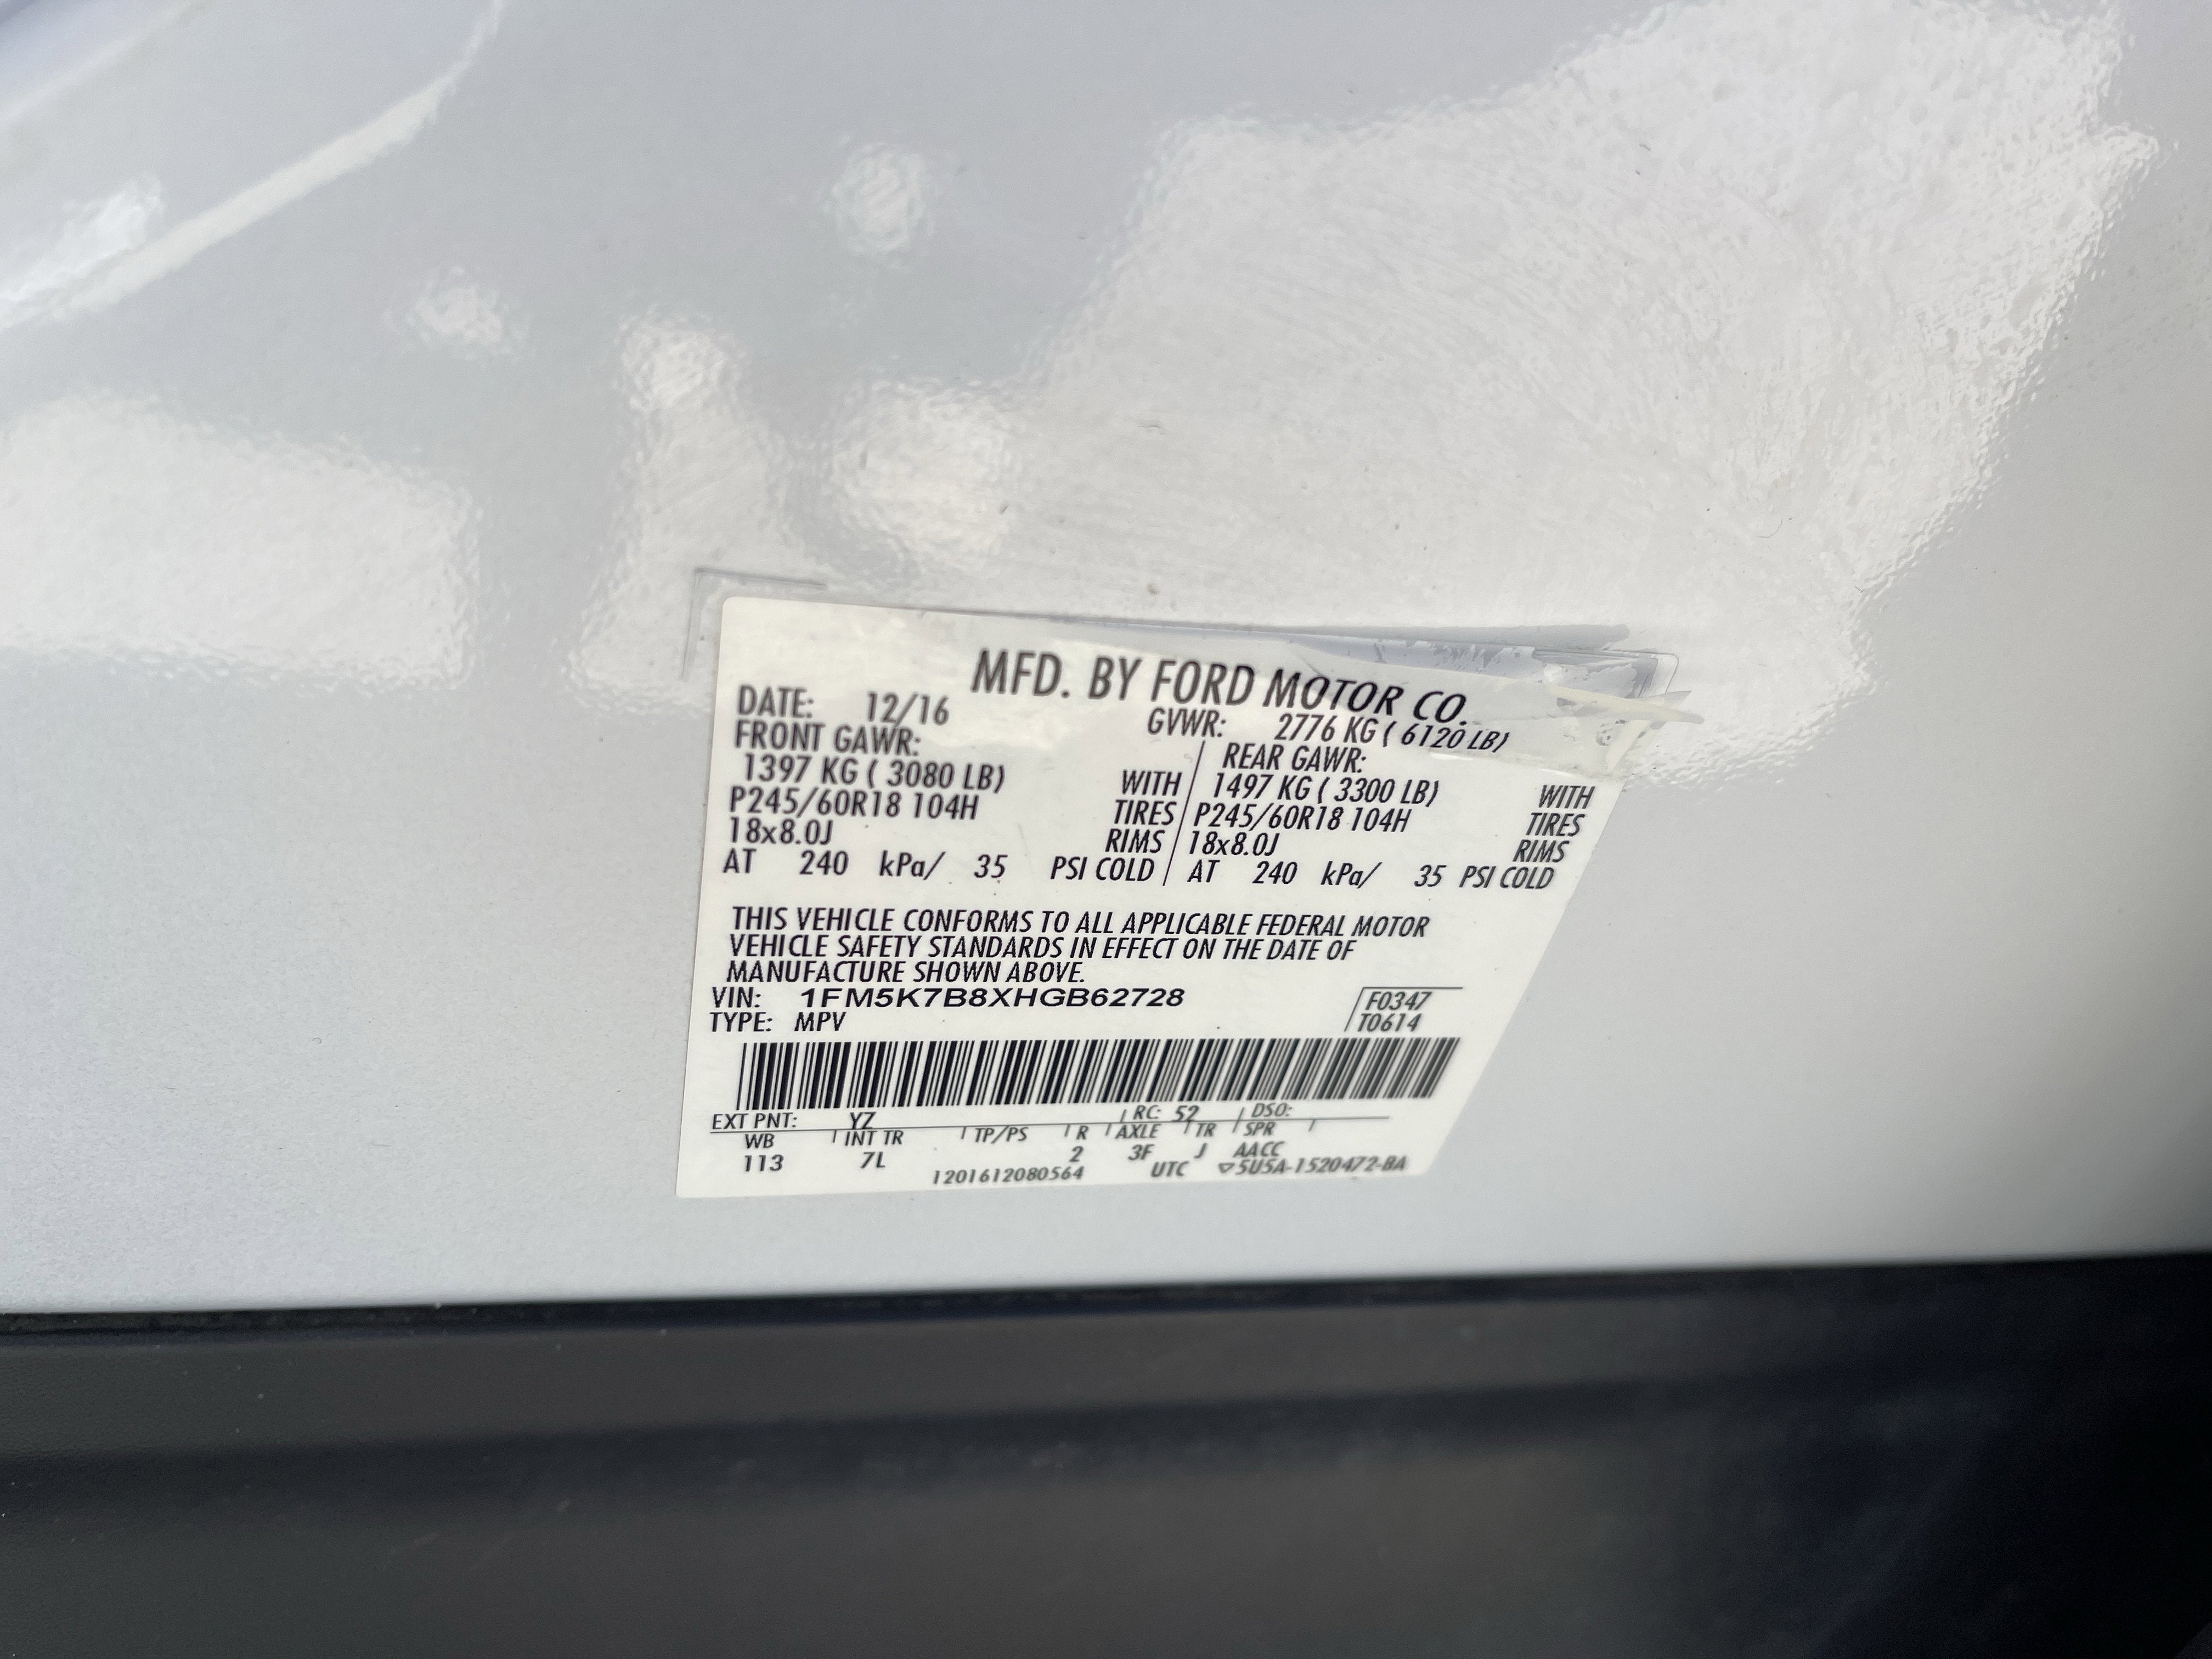 MFD. BY FORD MOTOR CO.
DATE: 12/16 GVWR: 2776 KG ( 6120 LB)
FRONT GAWR: REAR GAWR:
1397 KG ( 3080 LB) WITH 1497 KG ( 3300 LB) WITH
P245/60R18 104H TIRES P245/60R18 104H TIRES
18x8.0J RIMS 18x8.0J RIMS
AT 240 kPa/ 35 PSI COLD AT 240 kPa/ 35 PSI COLD
THIS VEHICLE CONFORMS TO ALL APPLICABLE FEDERAL MOTOR
VEHICLE SAFETY STANDARDS IN EFFECT ON THE DATE OF
MANUFACTURE SHOWN ABOVE.
VIN: 1FM5K7B8XHGB62728 F0347
TYPE: MPV T0614
EXT PNT: YZ RC: 52 DSO:
WB INT TR TP/PS R AXLE TR SPR
113 7L 2 3F J AACC
1201612080564 UTC ▽5U5A-1520472-BA